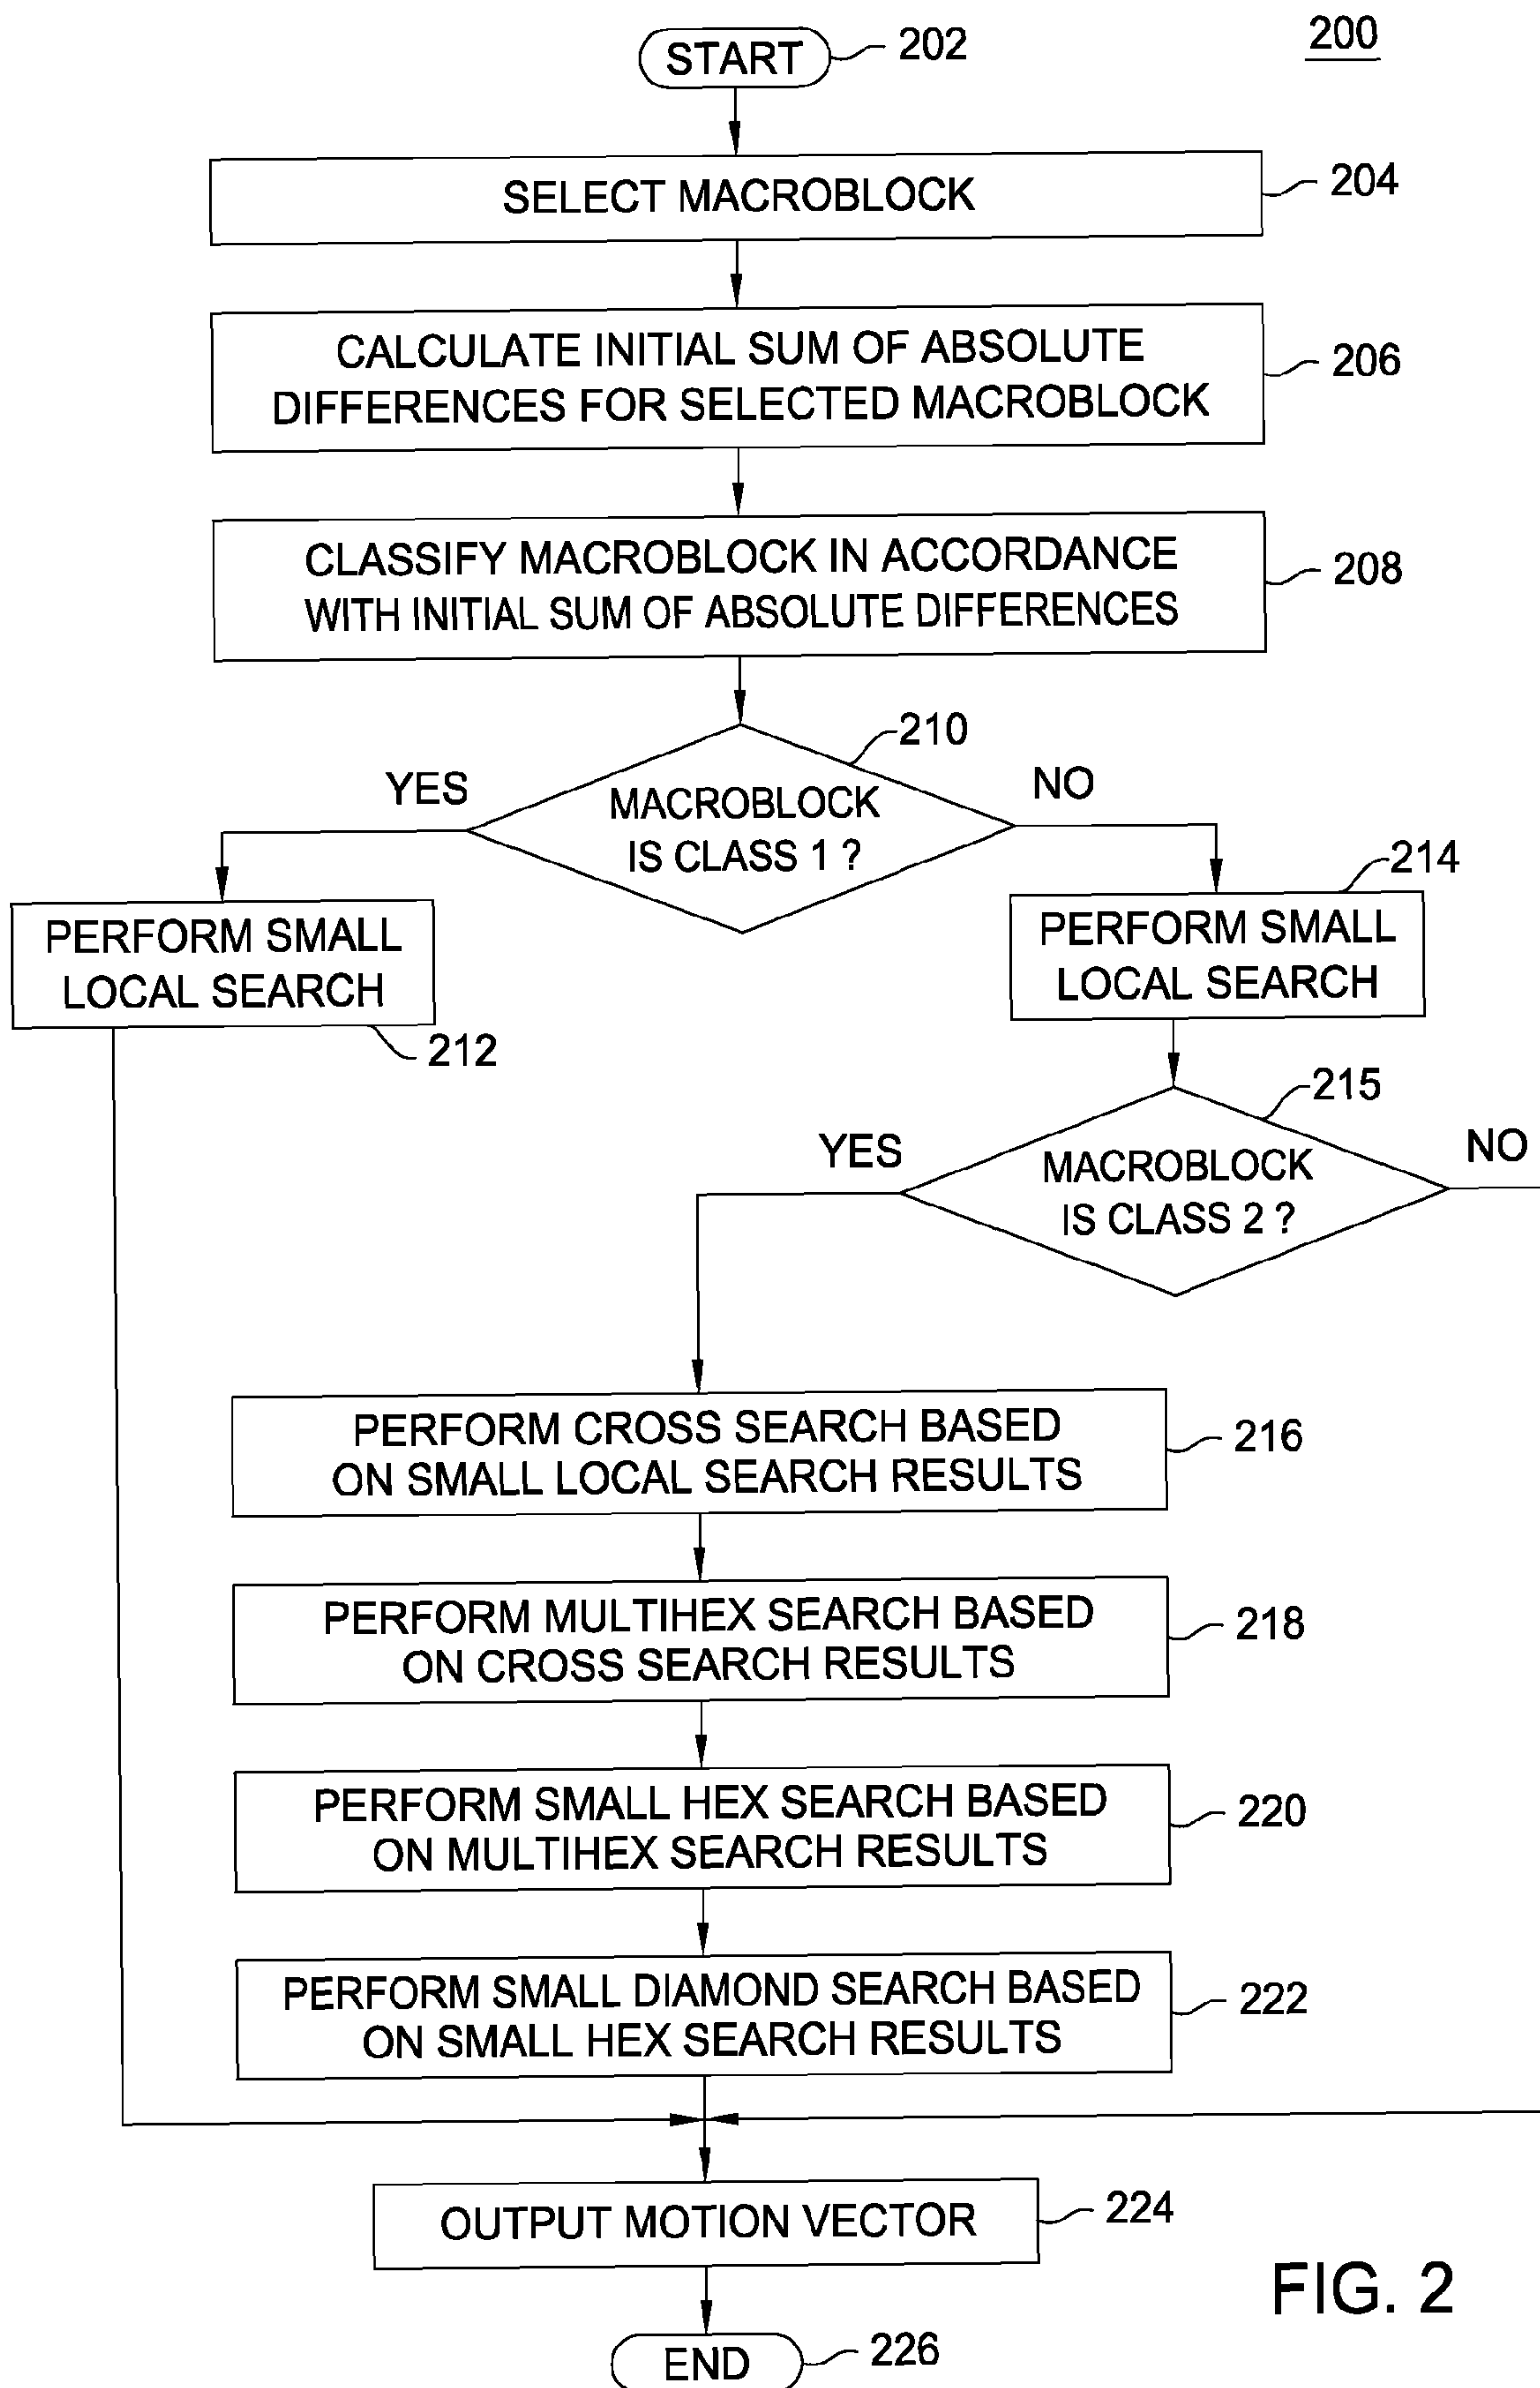 200
START
202
SELECT MACROBLOCK
204
CALCULATE INITIAL SUM OF ABSOLUTE
DIFFERENCES FOR SELECTED MACROBLOCK
206
CLASSIFY MACROBLOCK IN ACCORDANCE
WITH INITIAL SUM OF ABSOLUTE DIFFERENCES
208
210
YES
NO
MACROBLOCK
IS CLASS 1 ?
PERFORM SMALL
LOCAL SEARCH
212
214
PERFORM SMALL
LOCAL SEARCH
215
YES
NO
MACROBLOCK
IS CLASS 2 ?
PERFORM CROSS SEARCH BASED
ON SMALL LOCAL SEARCH RESULTS
216
PERFORM MULTIHEX SEARCH BASED
ON CROSS SEARCH RESULTS
218
PERFORM SMALL HEX SEARCH BASED
ON MULTIHEX SEARCH RESULTS
220
PERFORM SMALL DIAMOND SEARCH BASED
ON SMALL HEX SEARCH RESULTS
222
OUTPUT MOTION VECTOR
224
END
226
FIG. 2